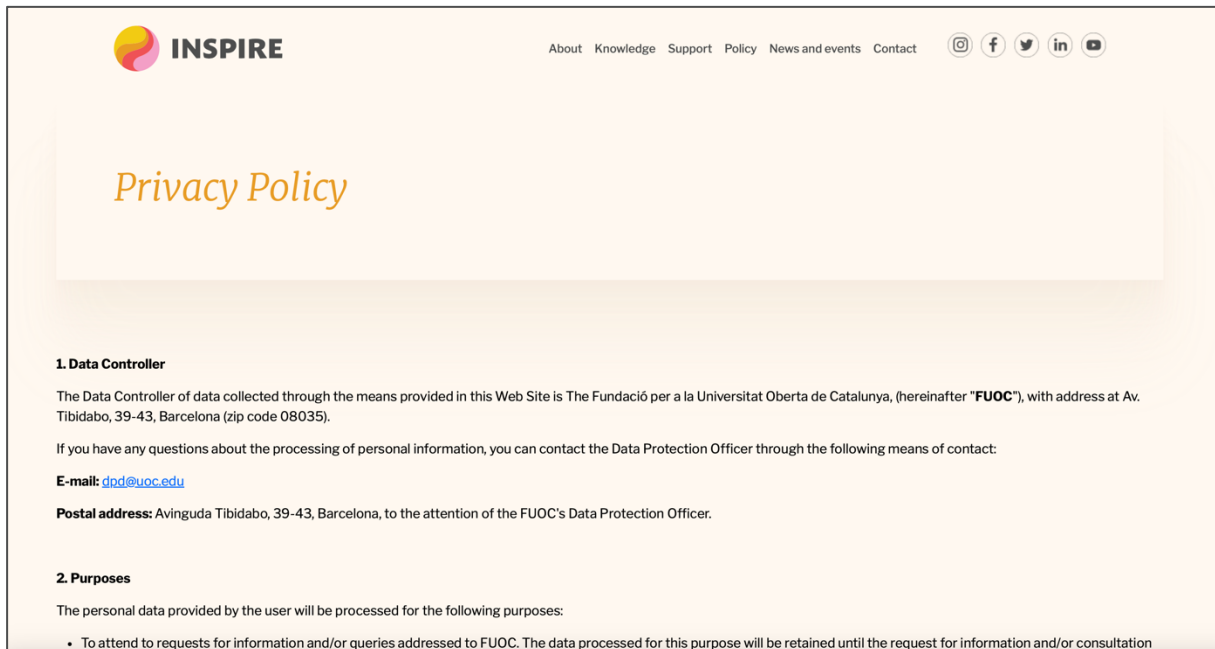 INSPIRE
About Knowledge Support Policy News and events Contact
Privacy Policy
1. Data Controller
The Data Controller of data collected through the means provided in this Web Site is The Fundació per a la Universitat Oberta de Catalunya, (hereinafter "FUOC"), with address at Av.
Tibidabo, 39-43, Barcelona (zip code 08035).
If you have any questions about the processing of personal information, you can contact the Data Protection Officer through the following means of contact:
E-mail: dpd@uoc.edu
Postal address: Avinguda Tibidabo, 39-43, Barcelona, to the attention of the FUOC's Data Protection Officer.
2. Purposes
The personal data provided by the user will be processed for the following purposes:
• To attend to requests for information and/or queries addressed to FUOC. The data processed for this purpose will be retained until the request for information and/or consultation